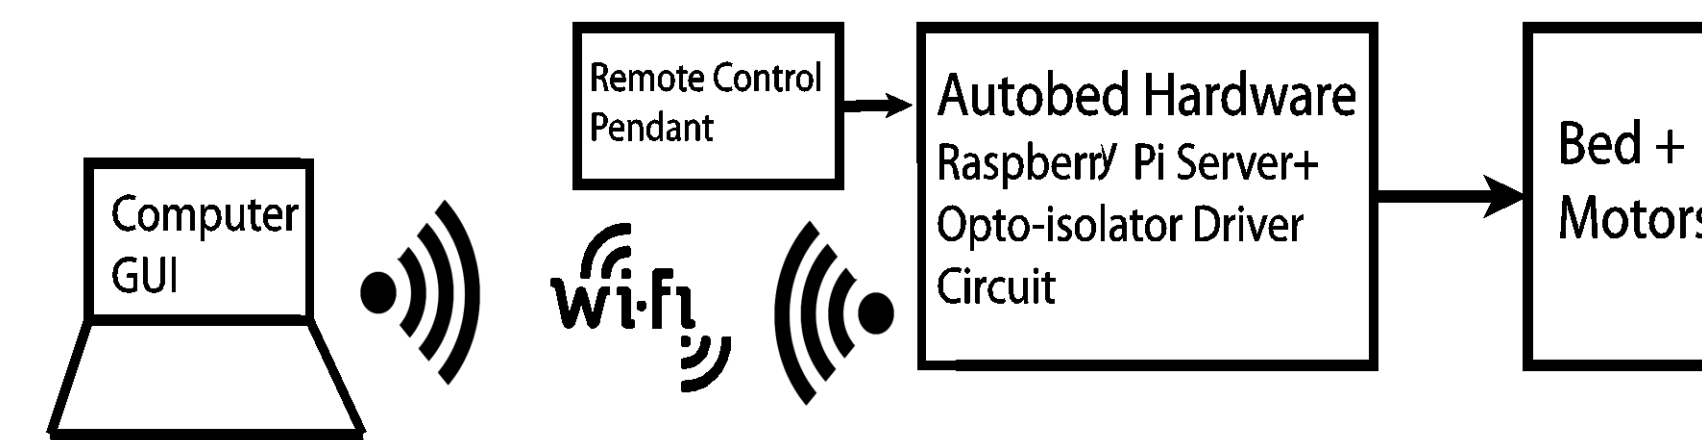 Remote Control
Pendant
Autobed Hardware
Raspberry Pi Server+
Opto-isolator Driver
Circuit
Bed +
Motors
Computer
GUI
wi-fi